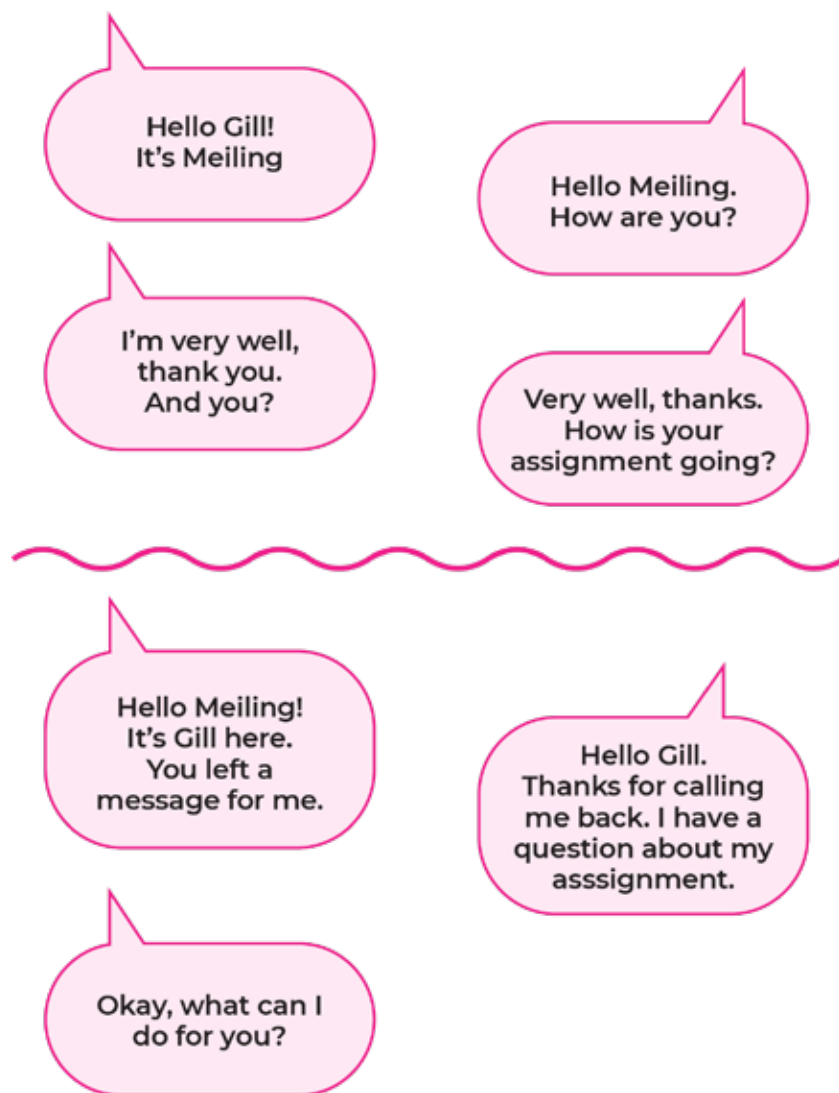 Hello Gill!
It's Meiling
Hello Meiling.
How are you?
I'm very well,
thank you.
And you?
Very well, thanks.
How is your
assignment going?
Hello Meiling!
It's Gill here.
You left a
message for me.
Hello Gill.
Thanks for calling
me back. I have a
question about my
asssignment.
Okay, what can I
do for you?